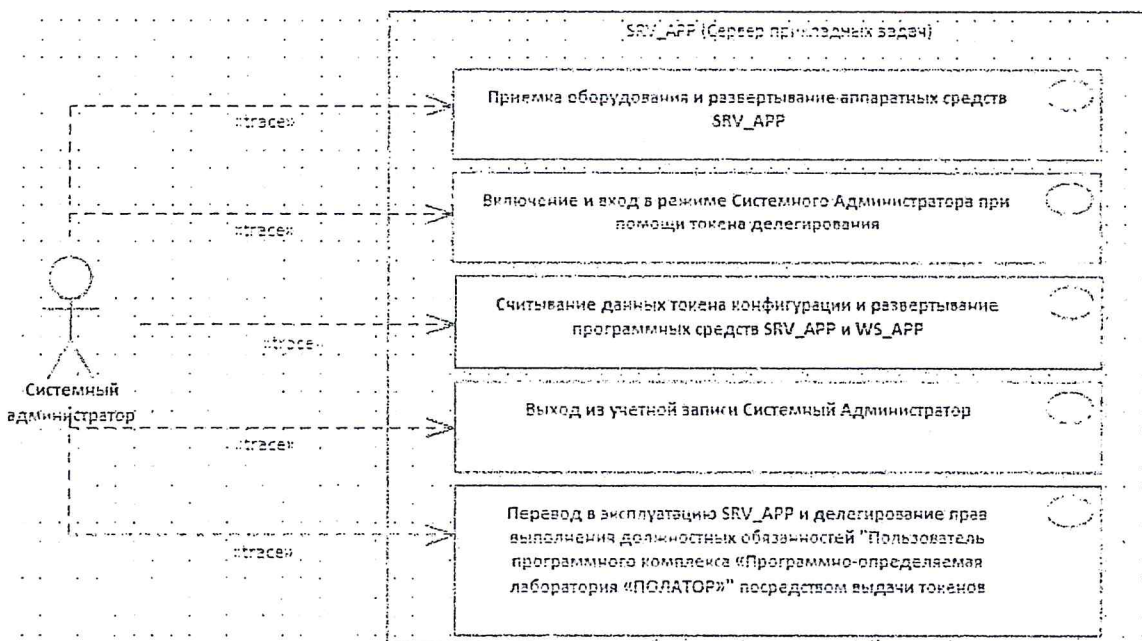 SRV_APP (Сервер прикладных задач)
Приемка оборудования и развертывание аппаратных средств
SRV_APP
«trace»
Включение и вход в режиме Системного Администратора при
помощи токена делегирования
«trace»
Считывание данных токена конфигурации и развертывание
программных средств SRV_APP и WS_APP
«trace»
Системный
администратор
Выход из учетной записи Системный Администратор
«trace»
Перевод в эксплуатацию SRV_APP и делегирование прав
выполнения должностных обязанностей "Пользователь
программного комплекса «Программно-определяемая
лаборатория «ПОЛАТОР»" посредством выдачи токенов
«trace»